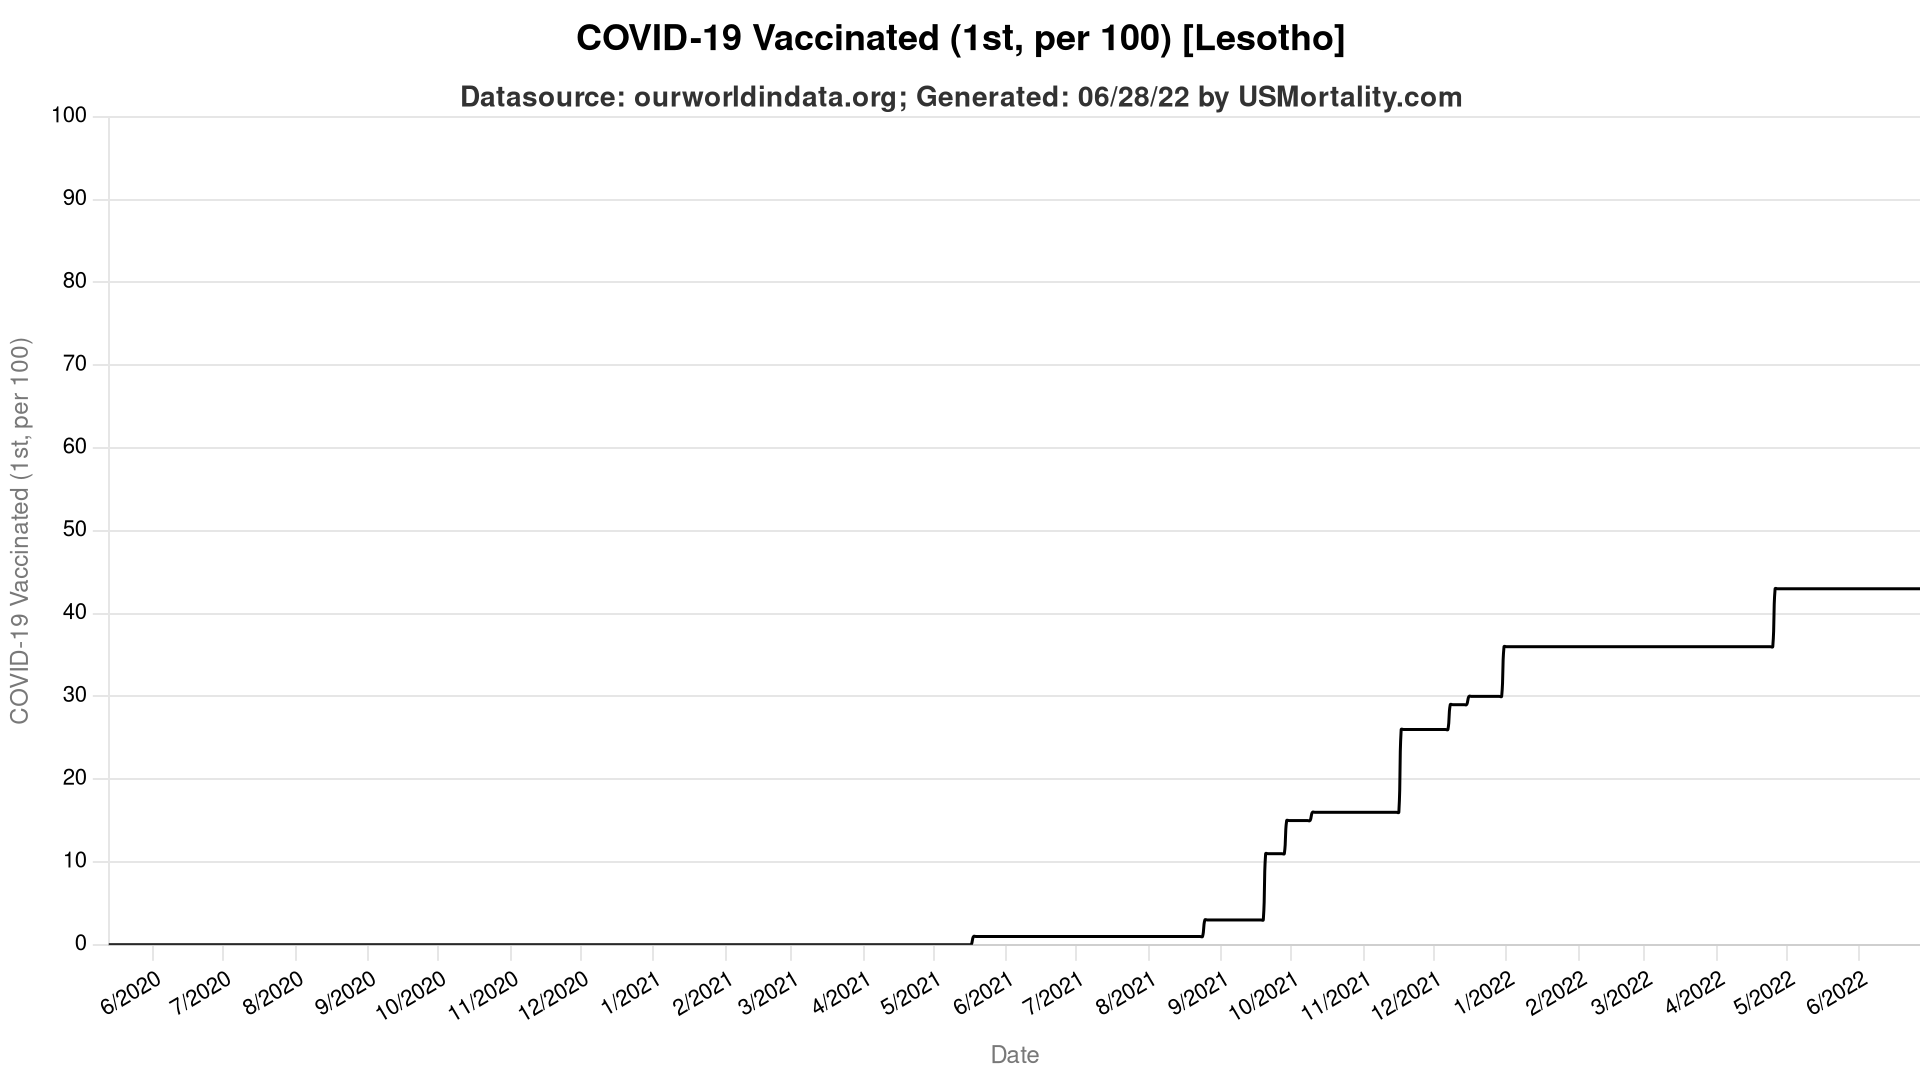 COVID-19 Vaccinated (1st, per 100) [Lesotho]
Datasource: ourworldindata.org; Generated: 06/28/22 by USMortality.com
COVID-19 Vaccinated (1st, per 100)
100
90
80
70
60
50
40
30
20
10
0
6/2020 7/2020 8/2020 9/2020 10/2020 11/2020 12/2020 1/2021 2/2021 3/2021 4/2021 5/2021 6/2021 7/2021 8/2021 9/2021 10/2021 11/2021 12/2021 1/2022 2/2022 3/2022 4/2022 5/2022 6/2022
Date